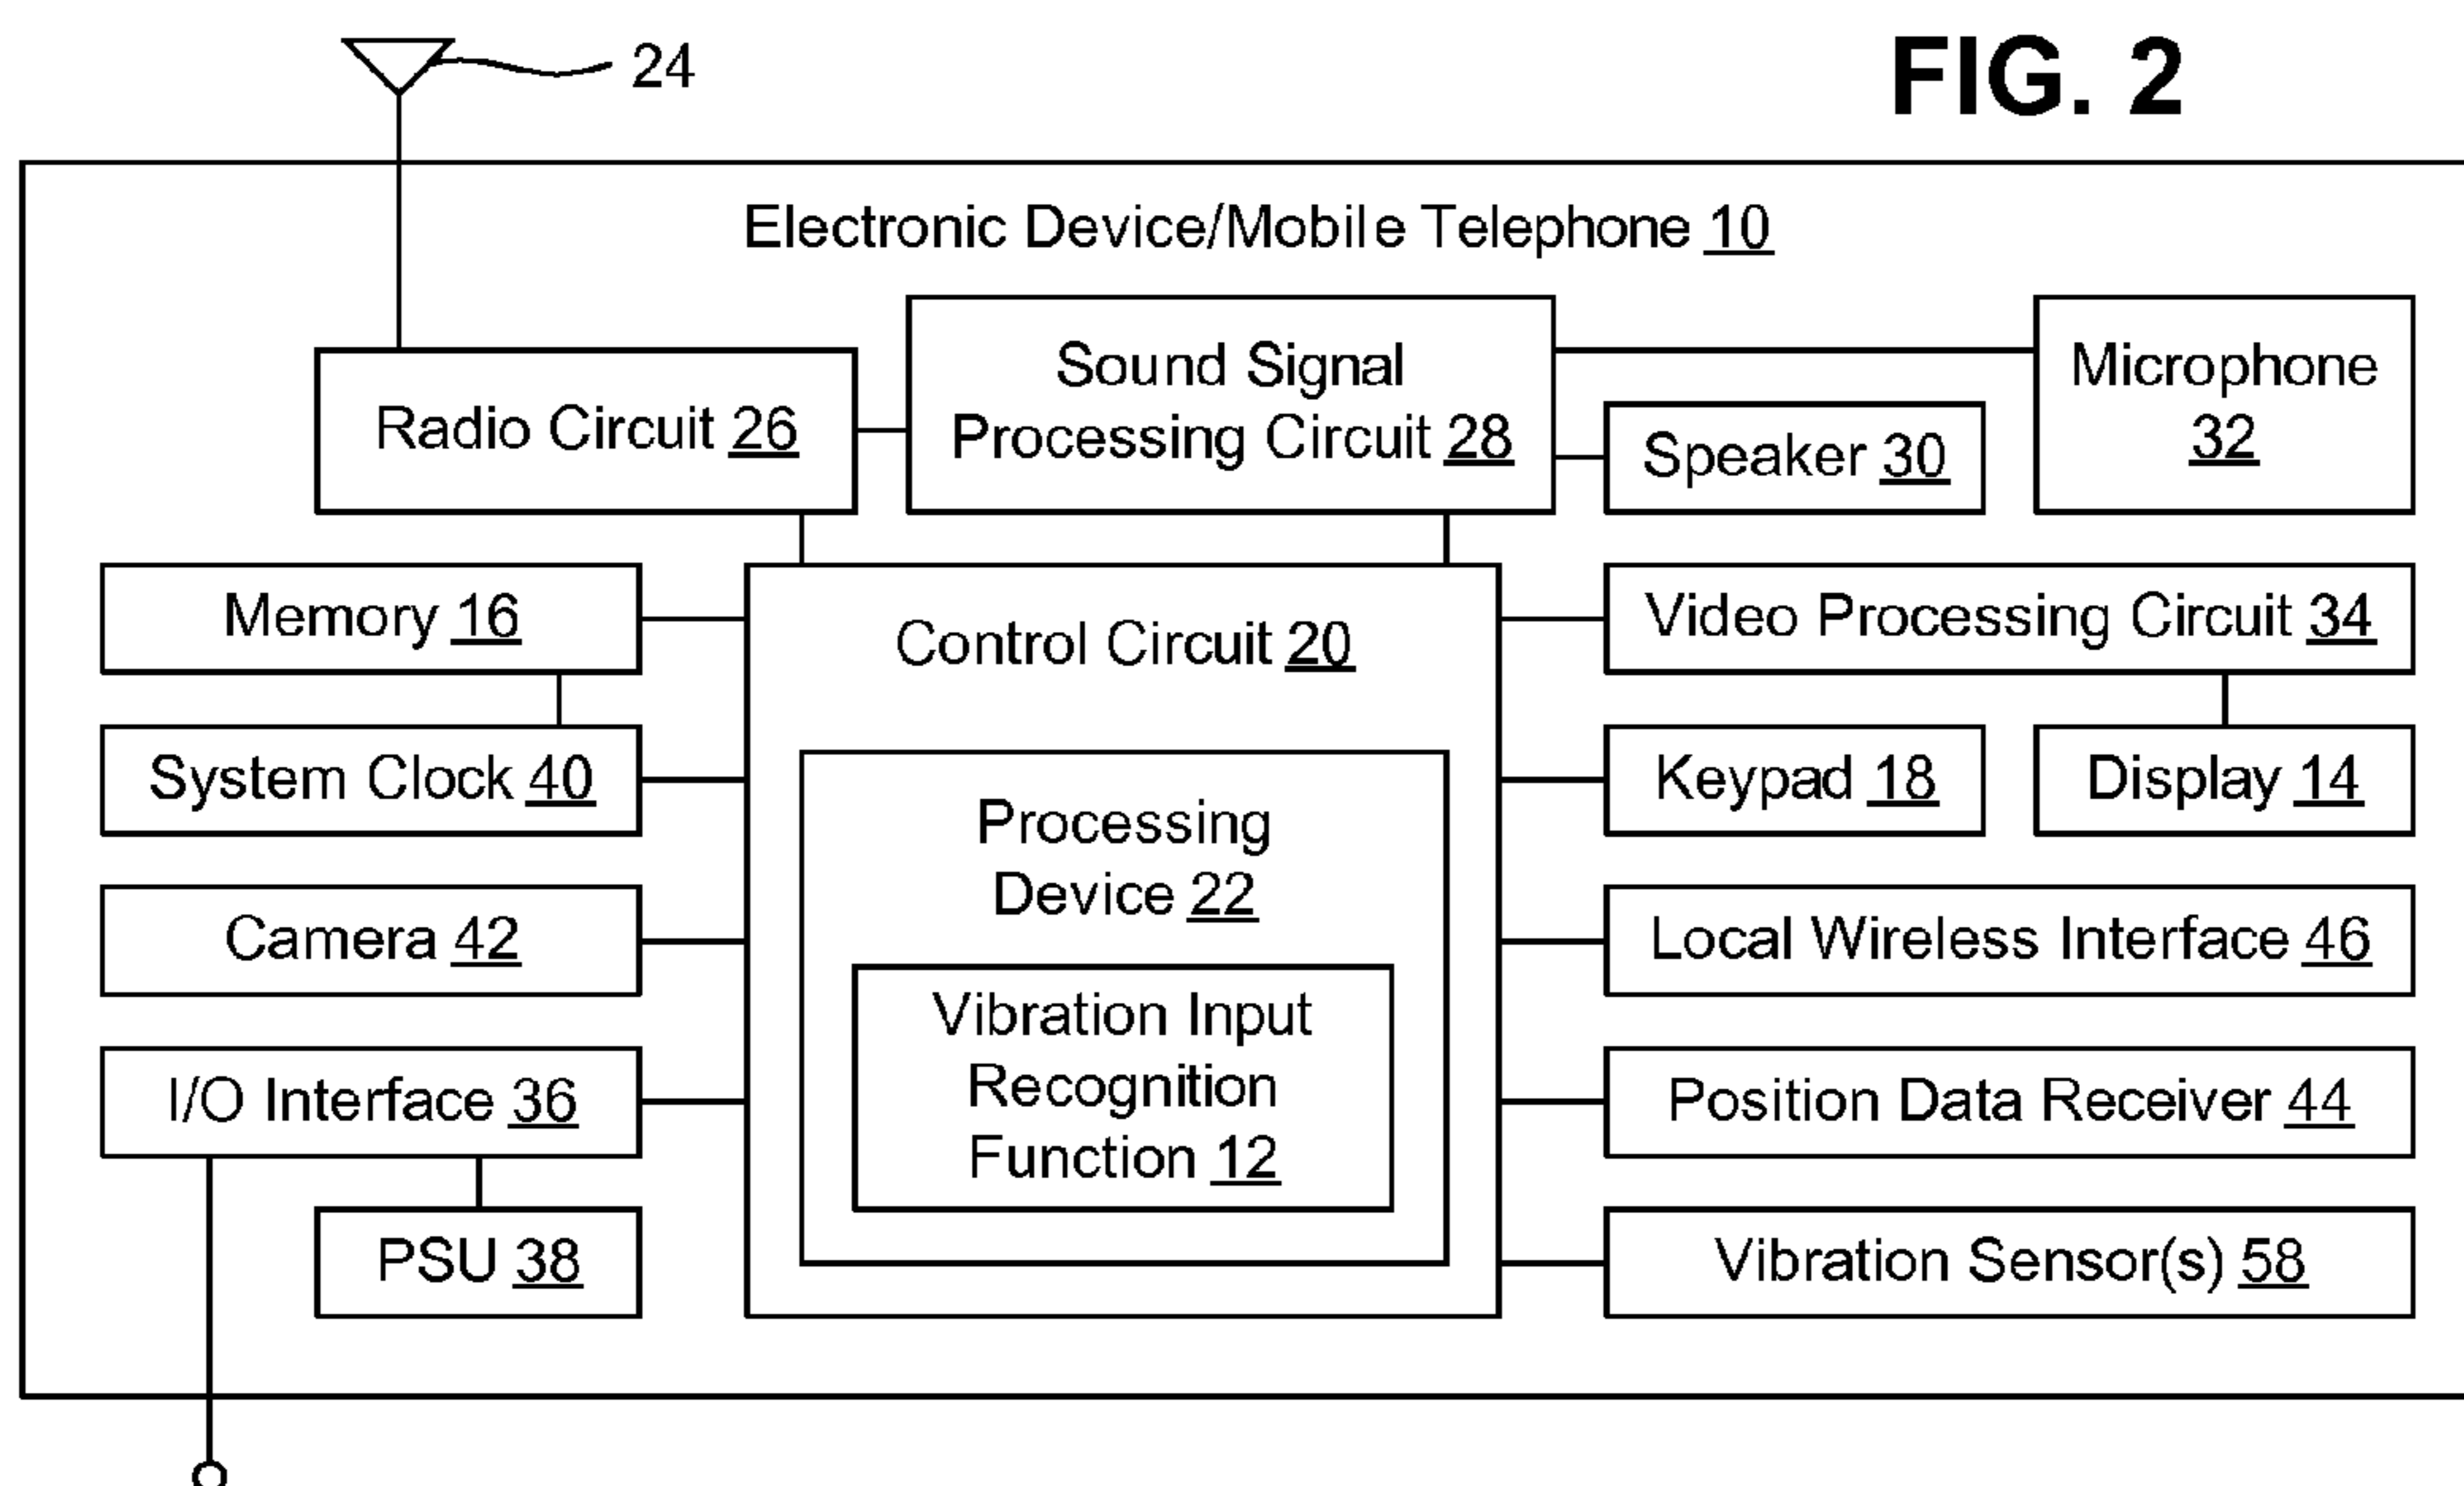 24
FIG. 2
Electronic Device/Mobile Telephone 10
Radio Circuit 26
Sound Signal
Processing Circuit 28
Microphone
32
Speaker 30
Memory 16
Control Circuit 20
Video Processing Circuit 34
System Clock 40
Keypad 18
Display 14
Processing
Device 22
Camera 42
Local Wireless Interface 46
Vibration Input
Recognition
Function 12
I/O Interface 36
Position Data Receiver 44
PSU 38
Vibration Sensor(s) 58